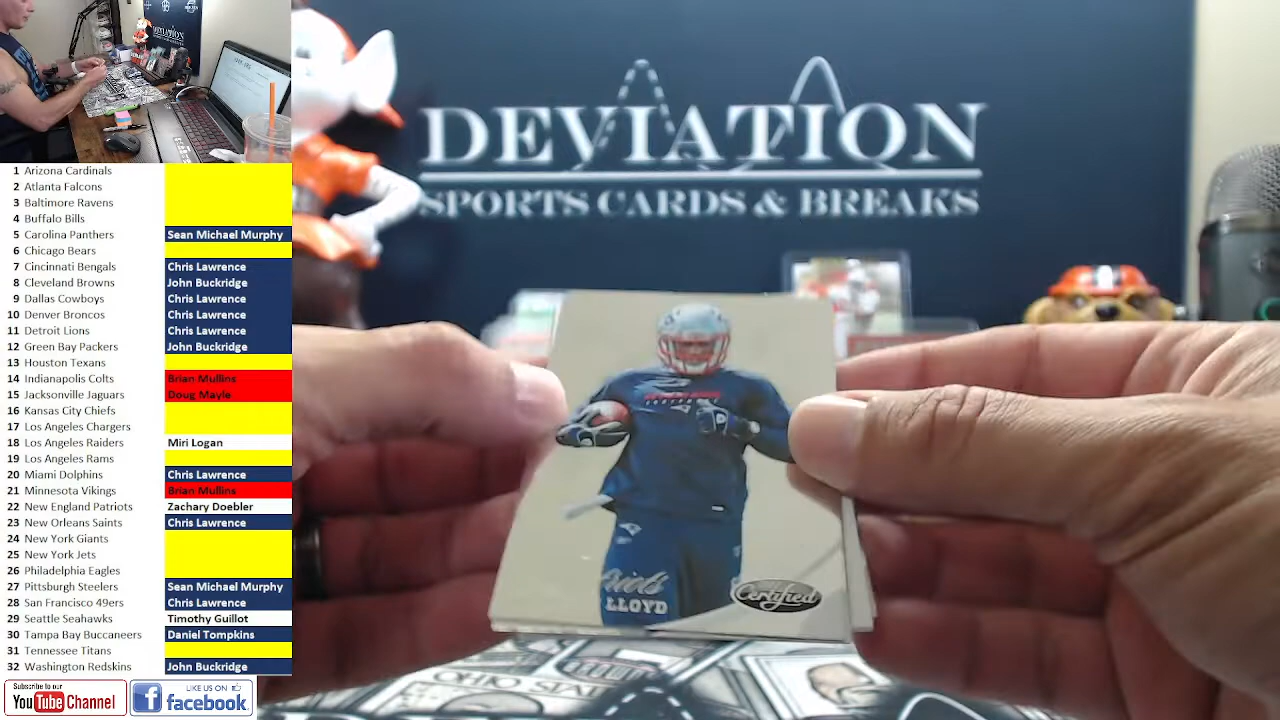 DEVIATION
SPORTS CARDS & BREAKS
1 Arizona Cardinals
2 Atlanta Falcons
3 Baltimore Ravens
4 Buffalo Bills
5 Carolina Panthers Sean Michael Murphy
6 Chicago Bears
7 Cincinnati Bengals Chris Lawrence
8 Cleveland Browns John Buckridge
9 Dallas Cowboys Chris Lawrence
10 Denver Broncos Chris Lawrence
11 Detroit Lions Chris Lawrence
12 Green Bay Packers John Buckridge
13 Houston Texans
14 Indianapolis Colts Brian Mullins
15 Jacksonville Jaguars Doug Mayle
16 Kansas City Chiefs
17 Los Angeles Chargers
18 Los Angeles Raiders Miri Logan
19 Los Angeles Rams
20 Miami Dolphins Chris Lawrence
21 Minnesota Vikings Brian Mullins
22 New England Patriots Zachary Doebler
23 New Orleans Saints Chris Lawrence
24 New York Giants
25 New York Jets
26 Philadelphia Eagles
27 Pittsburgh Steelers Sean Michael Murphy
28 San Francisco 49ers Chris Lawrence
29 Seattle Seahawks Timothy Guillot
30 Tampa Bay Buccaneers Daniel Tompkins
31 Tennessee Titans
32 Washington Redskins John Buckridge
LLOYD
Certified
OHIO STA
Subscribe to our
YouTube Channel
LIKE US ON
facebook